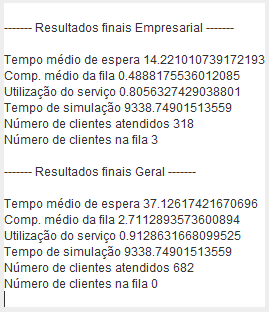 ------- Resultados finais Empresarial -------
Tempo médio de espera 14.221010739172193
Comp. médio da fila 0.4888175536012085
Utilização do serviço 0.8056327429038801
Tempo de simulação 9338.74901513559
Número de clientes atendidos 318
Número de clientes na fila 3
------- Resultados finais Geral -------
Tempo médio de espera 37.12617421670696
Comp. médio da fila 2.7112893573600894
Utilização do serviço 0.9128631668099525
Tempo de simulação 9338.74901513559
Número de clientes atendidos 682
Número de clientes na fila 0